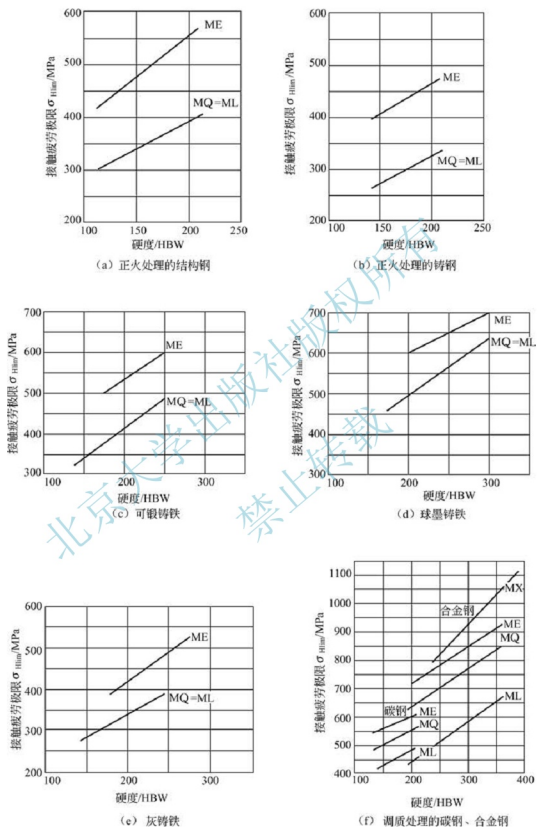 600
500
400
300
200
接触疲劳极限σHlim/MPa
ME
MQ=ML
100
150
200
250
硬度/HBW
(a) 正火处理的结构钢
600
500
400
300
200
接触疲劳极限σHlim/MPa
ME
MQ=ML
100
150
200
250
硬度/HBW
(b) 正火处理的铸钢
700
600
500
400
300
接触疲劳极限σHlim/MPa
ME
MQ=ML
100
200
300
硬度/HBW
(c) 可锻铸铁
700
600
500
400
300
接触疲劳极限σHlim/MPa
ME
MQ=ML
100
200
300
硬度/HBW
(d) 球墨铸铁
600
500
400
300
200
接触疲劳极限σHlim/MPa
ME
MQ=ML
100
200
300
硬度/HBW
(e) 灰铸铁
1100
1000
900
800
700
600
500
400
接触疲劳极限σHlim/MPa
合金钢
MX
ME
MQ
碳钢
ME
MQ
ML
ML
100
200
300
400
硬度/HBW
(f) 调质处理的碳钢、合金钢
北京大学出版社版权所有
禁止转载